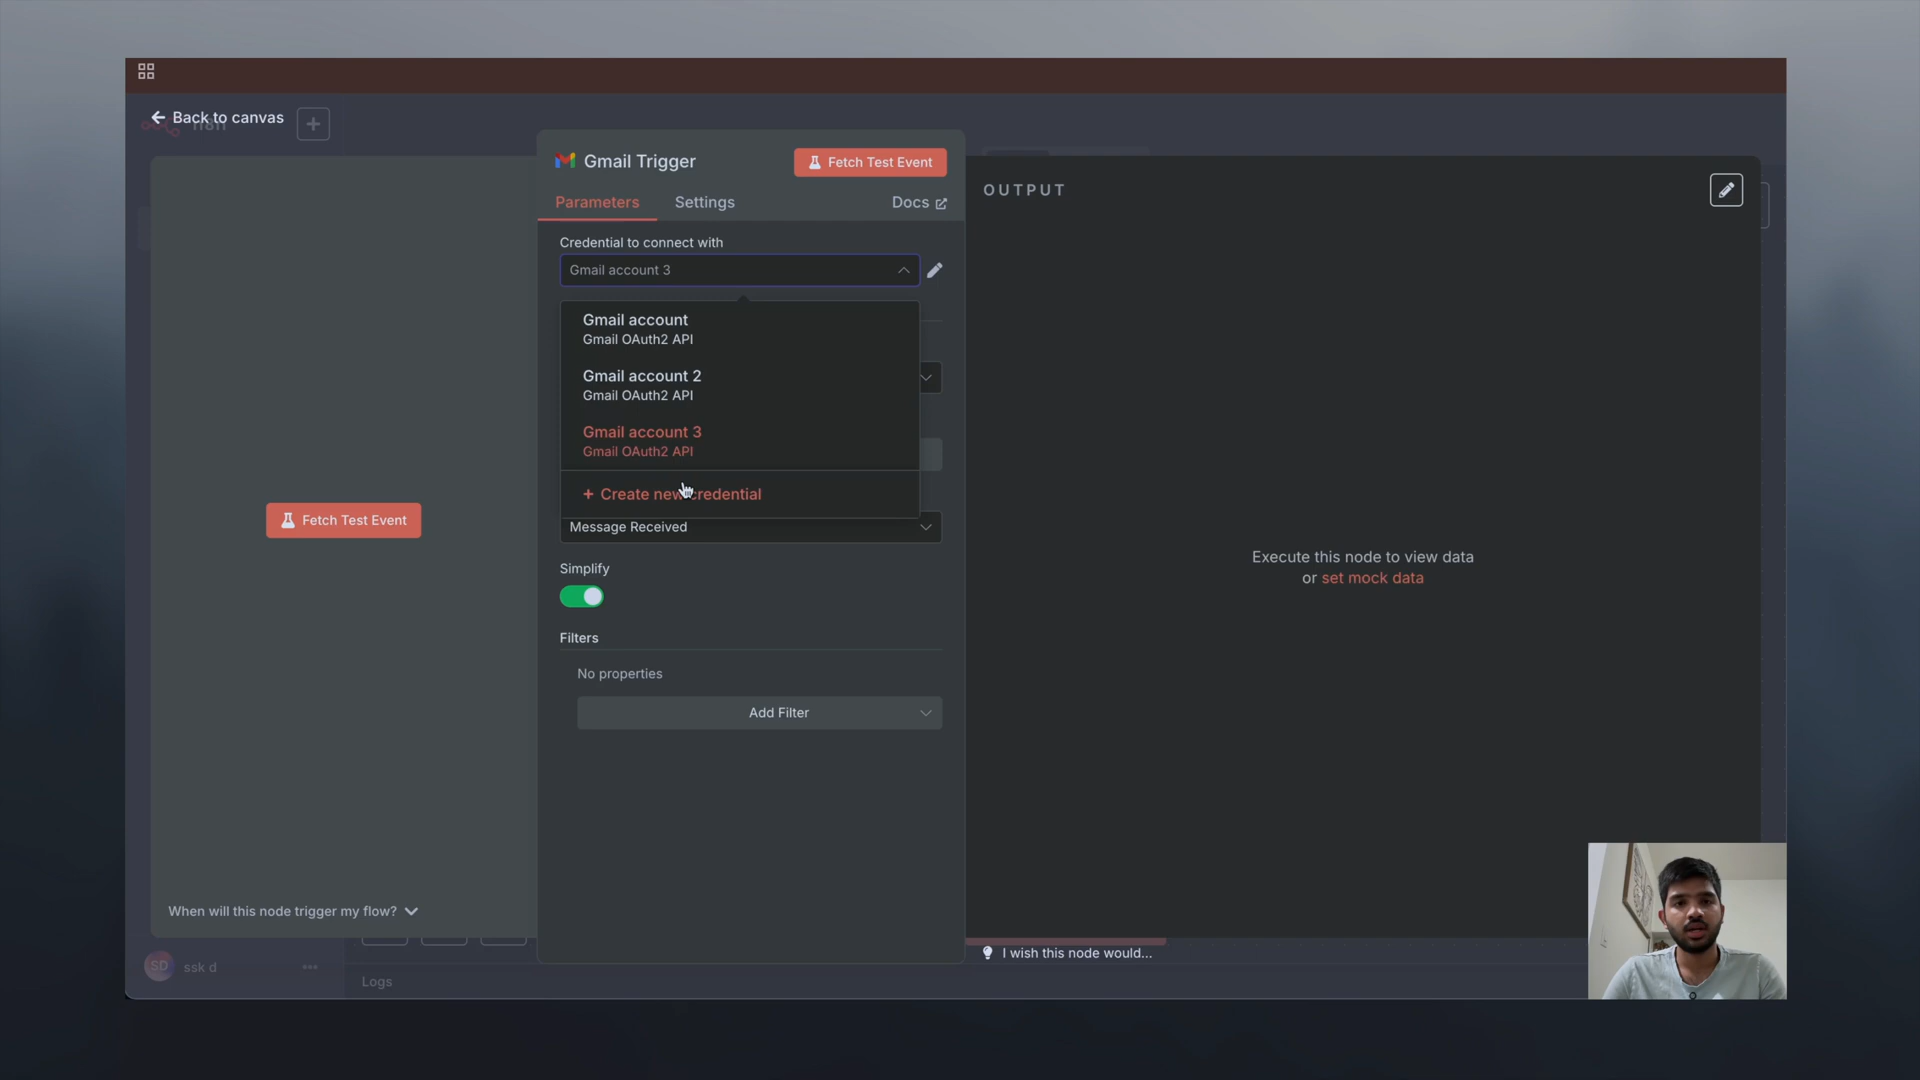 Back to canvas
n8n
Gmail Trigger
Fetch Test Event
Parameters
Settings
Docs
Credential to connect with
Gmail account 3
Gmail account
Gmail OAuth2 API
Gmail account 2
Gmail OAuth2 API
Gmail account 3
Gmail OAuth2 API
+ Create new credential
Message Received
Simplify
Filters
No properties
Add Filter
Fetch Test Event
When will this node trigger my flow?
OUTPUT
Execute this node to view data
or set mock data
I wish this node would...
SD
ssk d
Logs